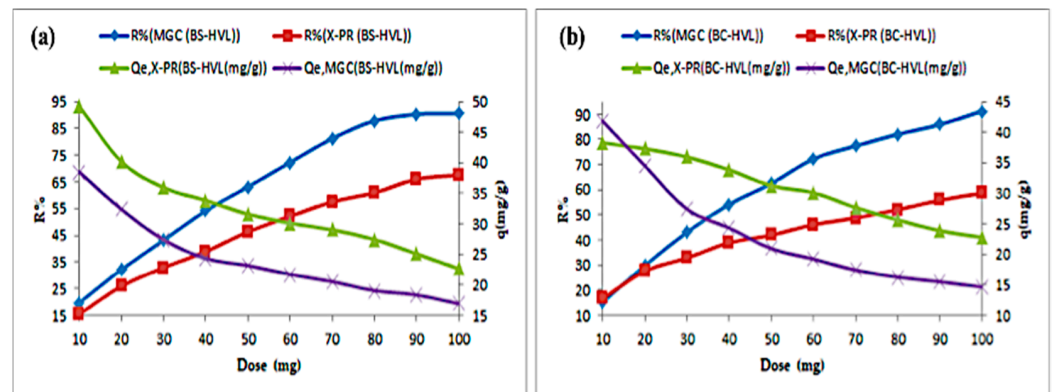 (a)
R%(MGC (BS-HVL))
R%(X-PR (BS-HVL))
Qe,X-PR(BS-HVL(mg/g))
Qe,MGC(BS-HVL(mg/g))
95
85
75
65
55
45
35
25
15
R%
50
45
40
35
30
25
20
15
10
q(mg/g)
10 20 30 40 50 60 70 80 90 100
Dose (mg)
(b)
R%(MGC (BC-HVL))
R%(X-PR (BC-HVL))
Qe,X-PR(BC-HVL(mg/g))
Qe,MGC(BC-HVL(mg/g))
90
80
70
60
50
40
30
20
10
R%
45
40
35
30
25
20
15
10
q(mg/g)
10 20 30 40 50 60 70 80 90 100
Dose (mg)